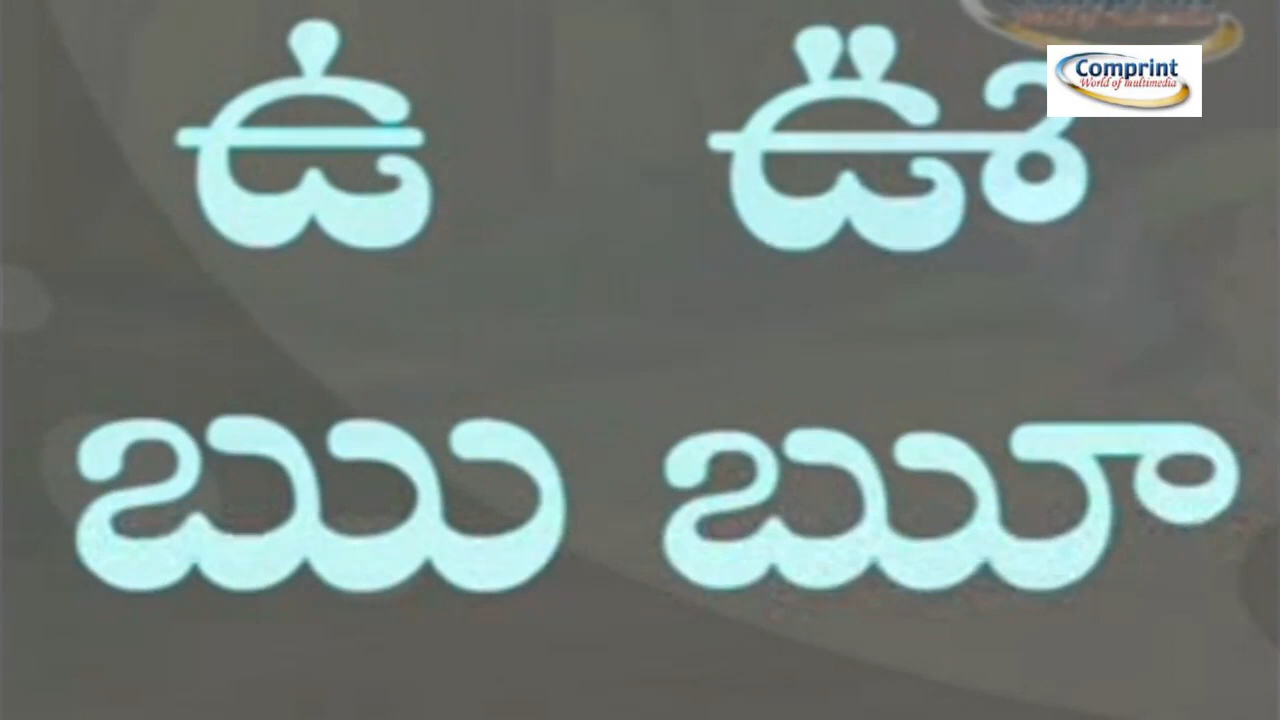 ఉ ఊ
ఋ ౠ
Comprint
World of multimedia